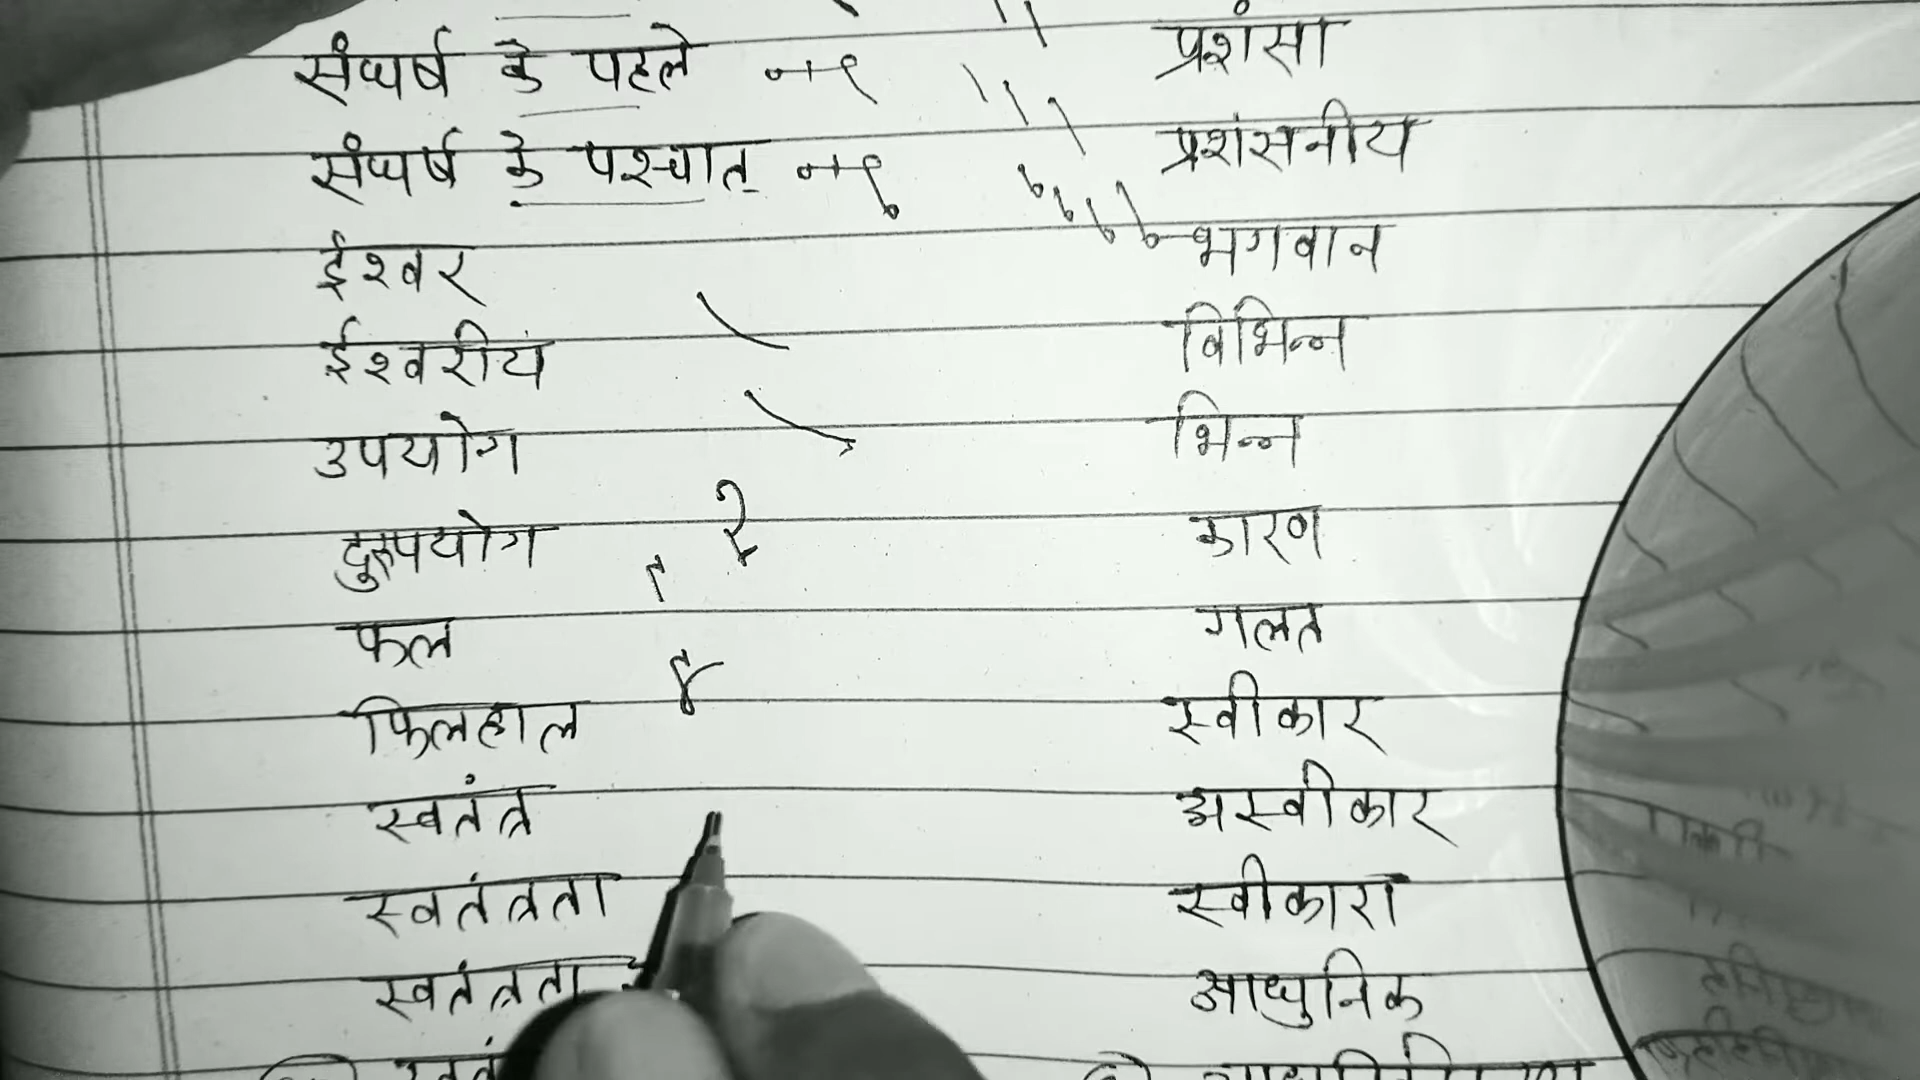 संघर्ष के पहले प्रशंसा
संघर्ष के पश्चात् प्रशंसनीय
ईश्वर भगवान
ईश्वरीय विभिन्न
उपयोग भिन्न
दुरुपयोग कारण
फल गलत
फिलहाल स्वीकार
स्वतंत्र अस्वीकार
स्वतंत्रता स्वीकारा
स्वतंत्रता आधुनिक